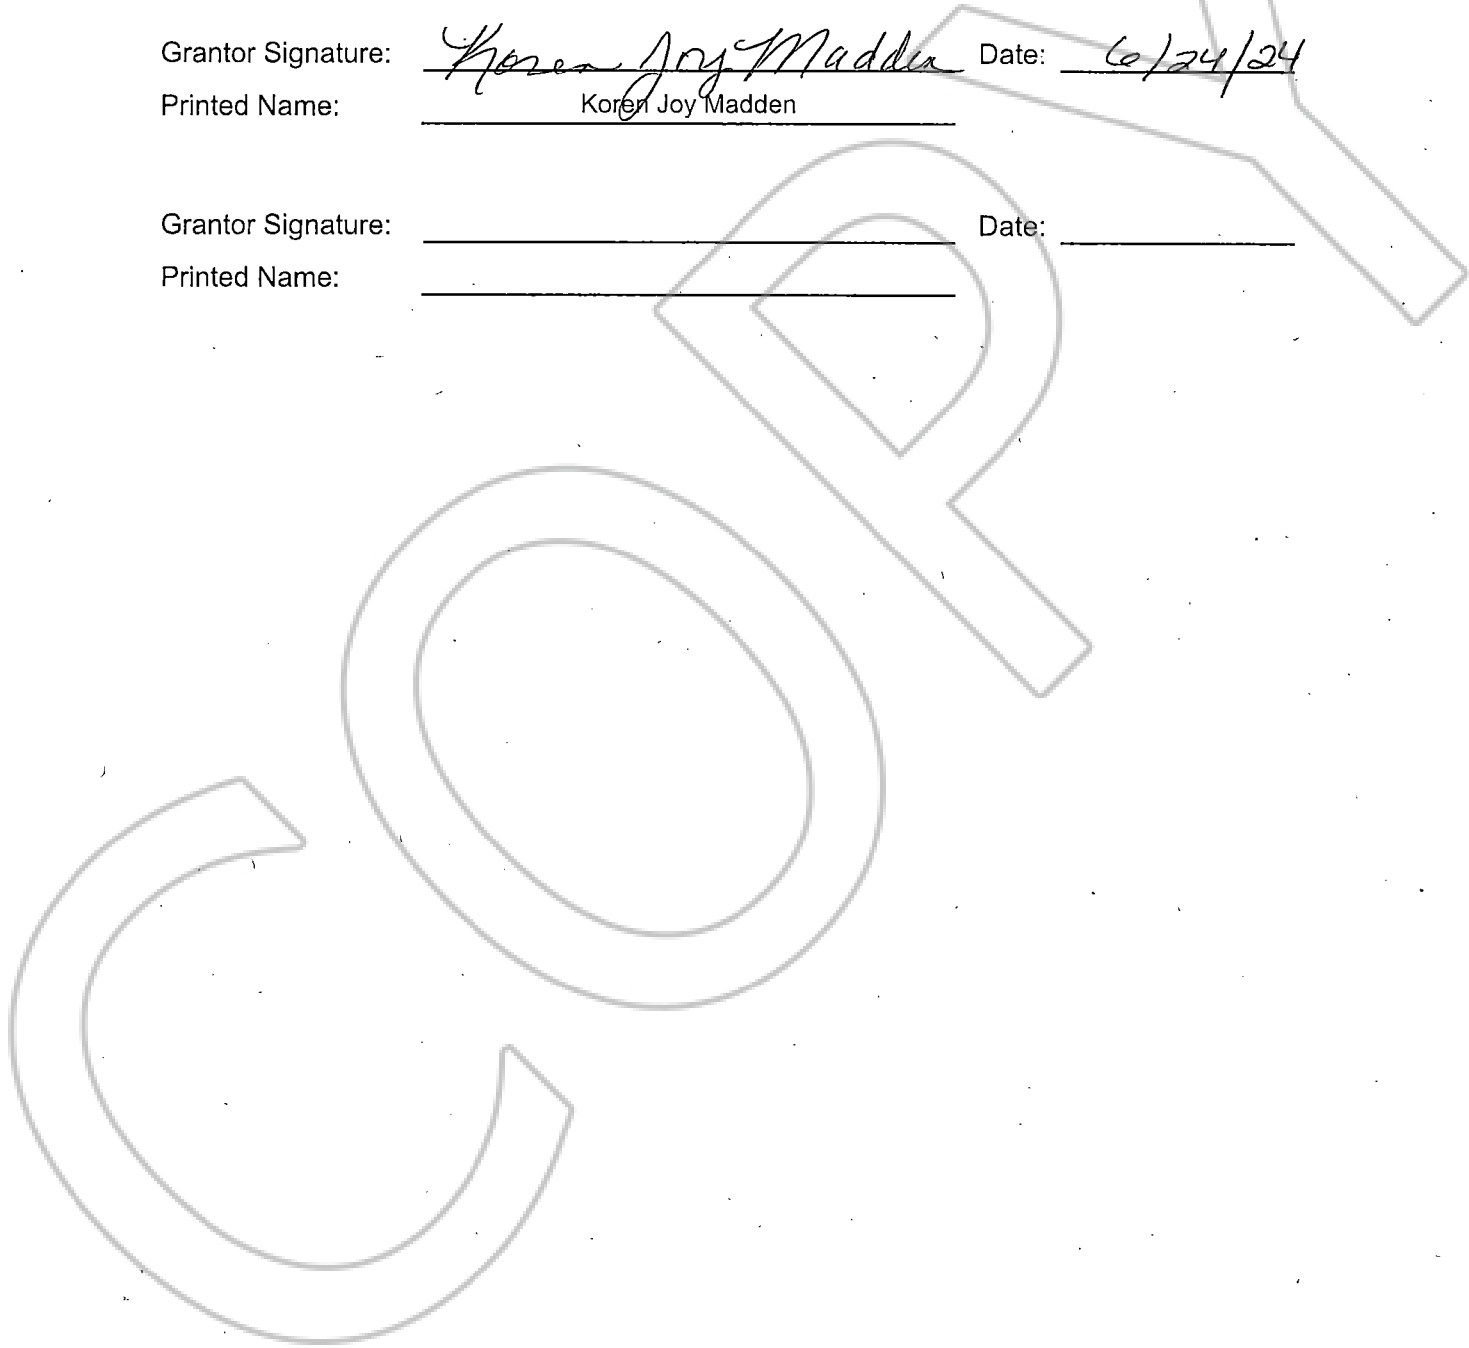 Grantor Signature: Koren Joy Madden Date: 6/24/24
Printed Name: Koren Joy Madden
Grantor Signature: Date:
Printed Name:
COPY